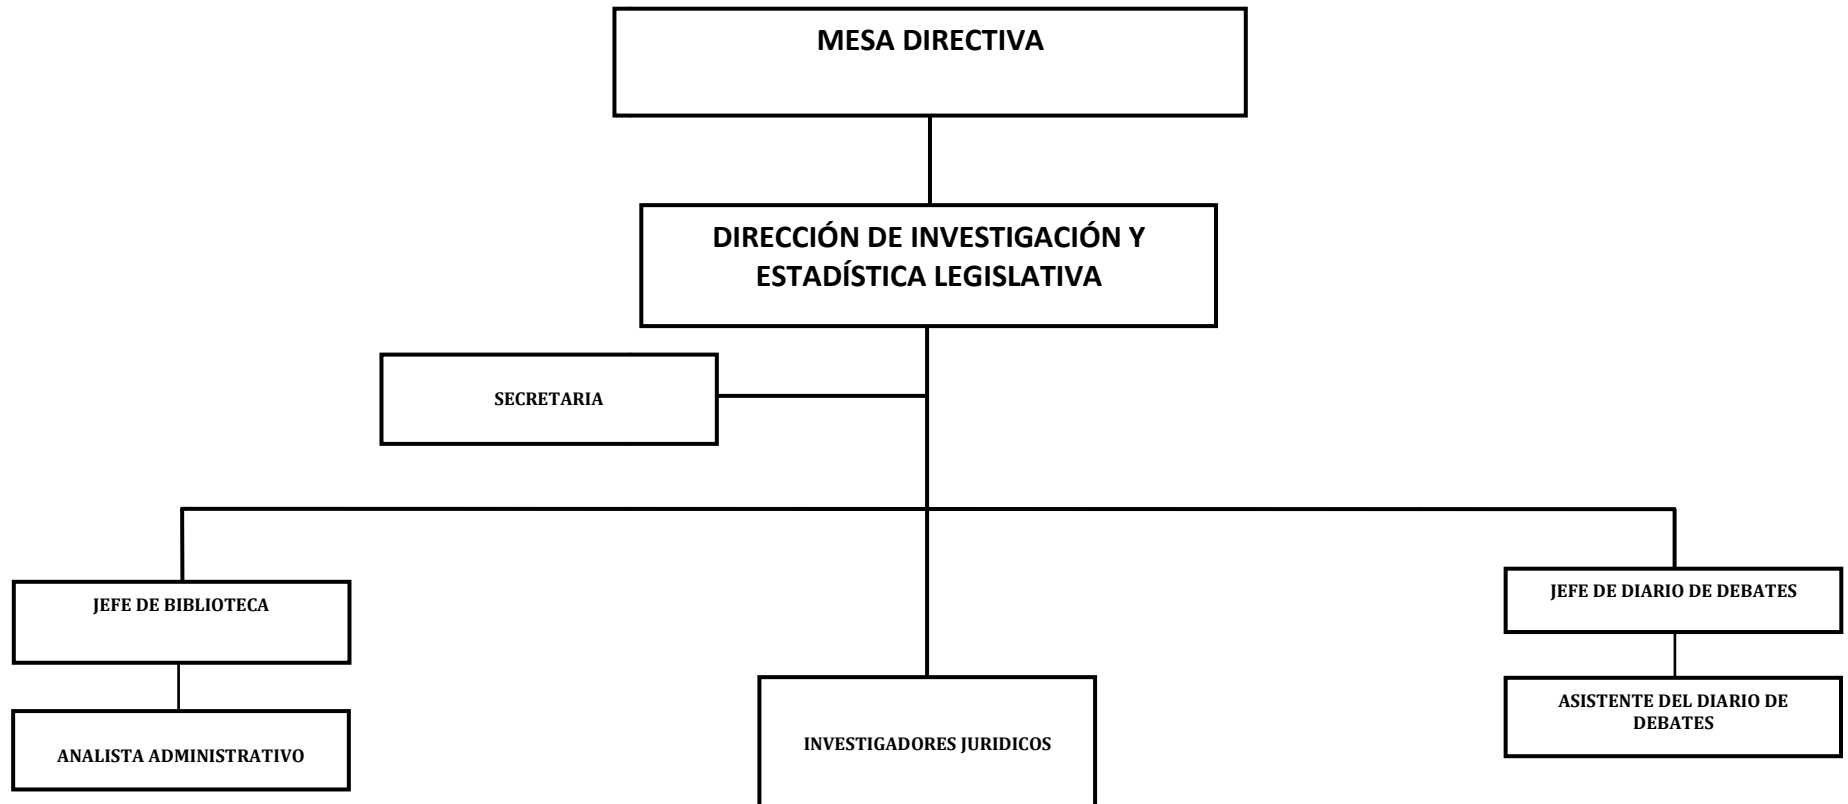 MESA DIRECTIVA
DIRECCIÓN DE INVESTIGACIÓN Y
ESTADÍSTICA LEGISLATIVA
SECRETARIA
JEFE DE BIBLIOTECA
JEFE DE DIARIO DE DEBATES
ANALISTA ADMINISTRATIVO
INVESTIGADORES JURIDICOS
ASISTENTE DEL DIARIO DE
DEBATES